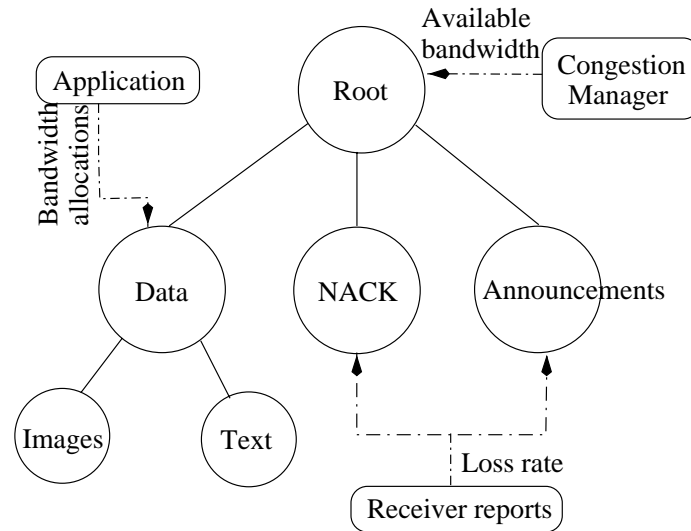 Available
bandwidth
Application
Root
Congestion
Manager
Bandwidth
allocations
Data
NACK
Announcements
Images
Text
Loss rate
Receiver reports